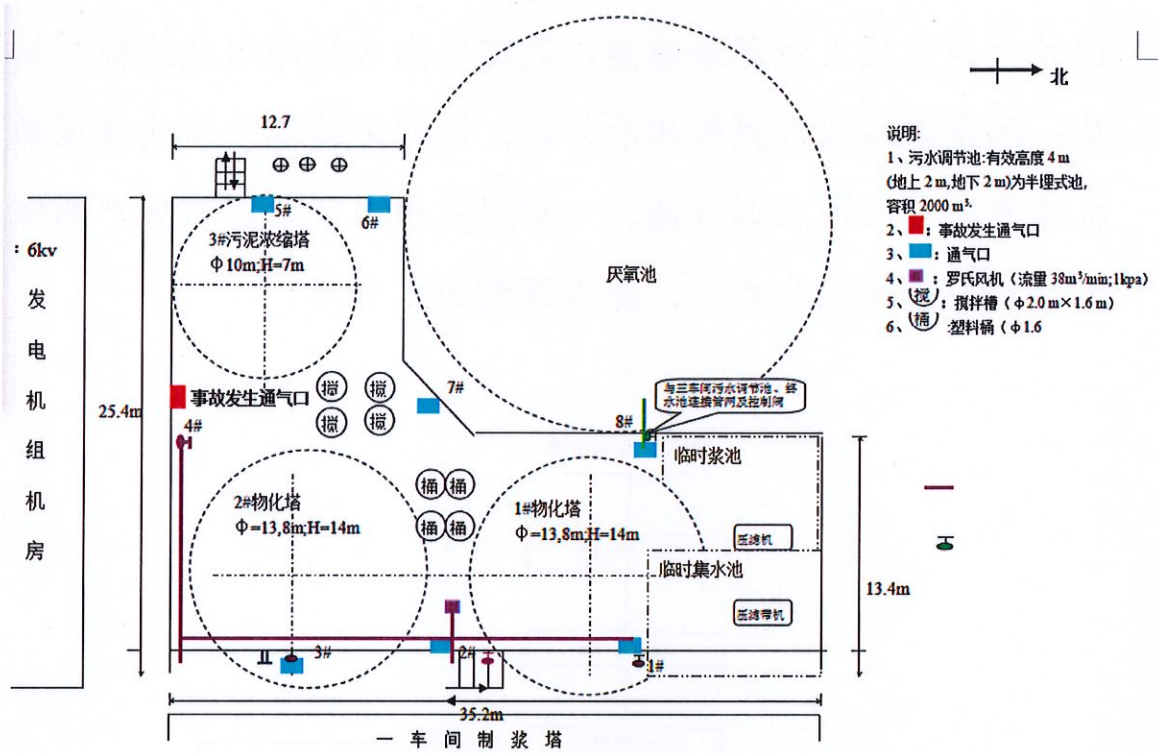 北
12.7
说明:
1、污水调节池:有效高度 4 m
(地上 2 m,地下 2 m)为半埋式池,
容积 2000 m³.
2、 : 事故发生通气口
3、 : 通气口
4、 : 罗氏风机（流量 38m³/min;1kpa）
5、 搅 : 搅拌槽（φ2.0 m×1.6 m）
6、 桶 :塑料桶（φ1.6
: 6kv
发
电
机
组
机
房
5#
6#
3#污泥浓缩塔
Φ 10m;H=7m
厌氧池
25.4m
事故发生通气口
4#
搅 搅
搅 搅
7#
与三车间污水调节池、终
水池连接管网及控制阀
8#
临时浆池
2#物化塔
Φ=13,8m;H=14m
桶 桶
桶 桶
1#物化塔
Φ=13,8m;H=14m
压滤机
临时集水池
压滤带机
13.4m
3#
2#
1#
35.2m
一 车 间 制 浆 塔